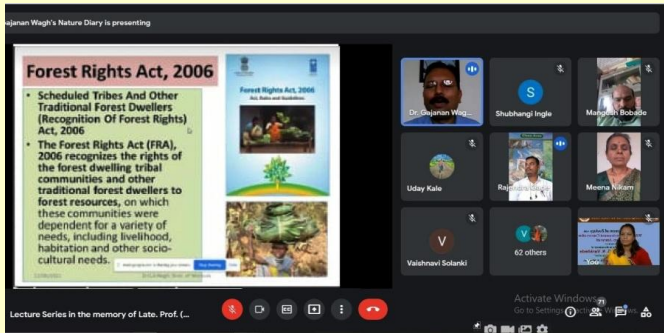 ajanan Wagh's Nature Diary is presenting
Forest Rights Act, 2006
• Scheduled Tribes And Other
Traditional Forest Dwellers
(Recognition Of Forest Rights)
Act, 2006
• The Forest Rights Act (FRA),
2006 recognizes the rights of
the forest dwelling tribal
communities and other
traditional forest dwellers to
forest resources, on which
these communities were
dependent for a variety of
needs, including livelihood,
habitation and other socio-
cultural needs.
Forest Rights Act, 2006
Act, Rules and Guidelines
Dr. Gajanan Wag...
S
Shubhangi Ingle
Mangesh Bobade
Uday Kale
Meena Nikam
V
Vaishnavi Solanki
V
62 others
Lecture Series in the memory of Late. Prof. (...
CC
71
Activate Windows
Go to Settings